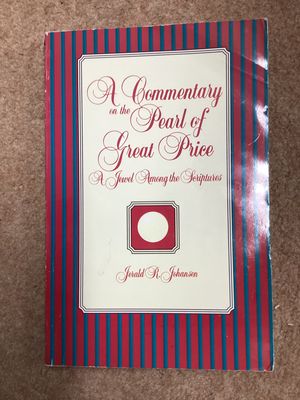 A Commentary
on the
Pearl of
Great Price
A Jewel Among the Scriptures
Jerald R. Johansen